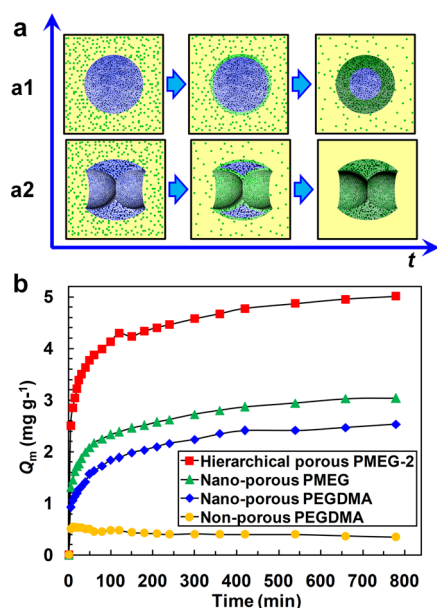 a
a1
a2
t
b
Qm (mg g-1)
5
4
3
2
1
0
Hierarchical porous PMEG-2
Nano-porous PMEG
Nano-porous PEGDMA
Non-porous PEGDMA
0 100 200 300 400 500 600 700 800
Time (min)